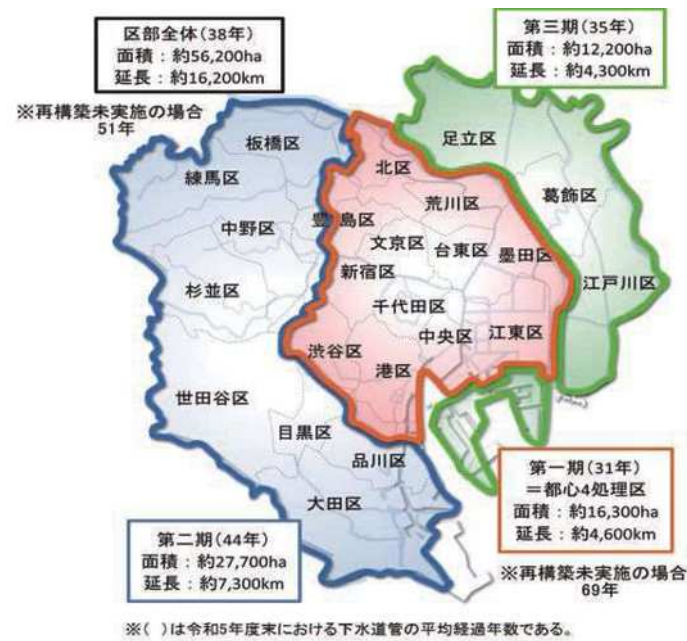 区部全体(38年)
面積：約56,200ha
延長：約16,200km
※再構築未実施の場合
51年
第三期(35年)
面積：約12,200ha
延長：約4,300km
板橋区
足立区
北区
練馬区
荒川区
葛飾区
豊島区
中野区
文京区
台東区
墨田区
新宿区
杉並区
江戸川区
千代田区
中央区
江東区
渋谷区
港区
世田谷区
目黒区
品川区
大田区
第一期(31年)
＝都心4処理区
面積：約16,300ha
延長：約4,600km
※再構築未実施の場合
69年
第二期(44年)
面積：約27,700ha
延長：約7,300km
※( )は令和5年度末における下水道管の平均経過年数である。